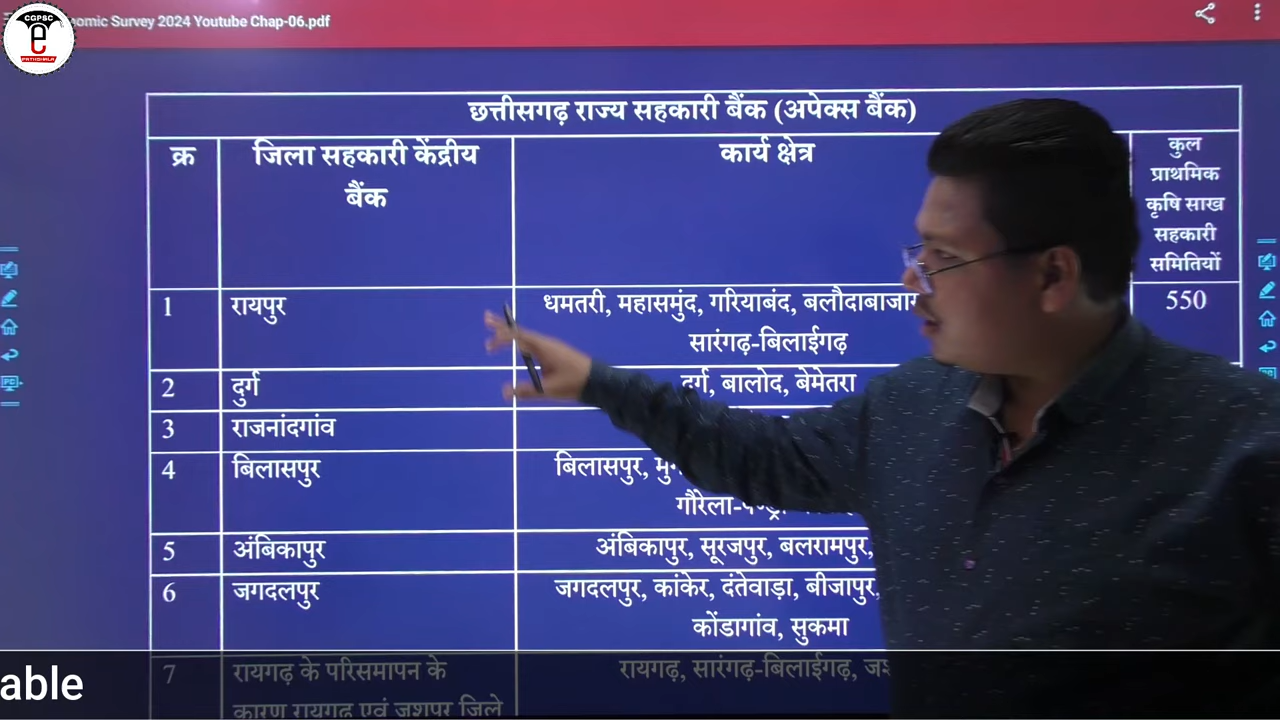 CGPSC
e
PATHSHALA
omic Survey 2024 Youtube Chap-06.pdf
छत्तीसगढ़ राज्य सहकारी बैंक (अपेक्स बैंक)
क्र जिला सहकारी केंद्रीय बैंक कार्य क्षेत्र कुल प्राथमिक कृषि साख सहकारी समितियों
1 रायपुर धमतरी, महासमुंद, गरियाबंद, बलौदाबाजार 550
सारंगढ़-बिलाईगढ़
2 दुर्ग दुर्ग, बालोद, बेमेतरा
3 राजनांदगांव
4 बिलासपुर बिलासपुर,
गौरेला-
5 अंबिकापुर अंबिकापुर, सूरजपुर, बलरामपुर,
6 जगदलपुर जगदलपुर, कांकेर, दंतेवाड़ा, बीजापुर,
कोंडागांव, सुकमा
7 रायगढ़ के परिसमापन के रायगढ़, सारंगढ़-बिलाईगढ़,
कारण रायगढ़ एवं जशपुर जिले
able